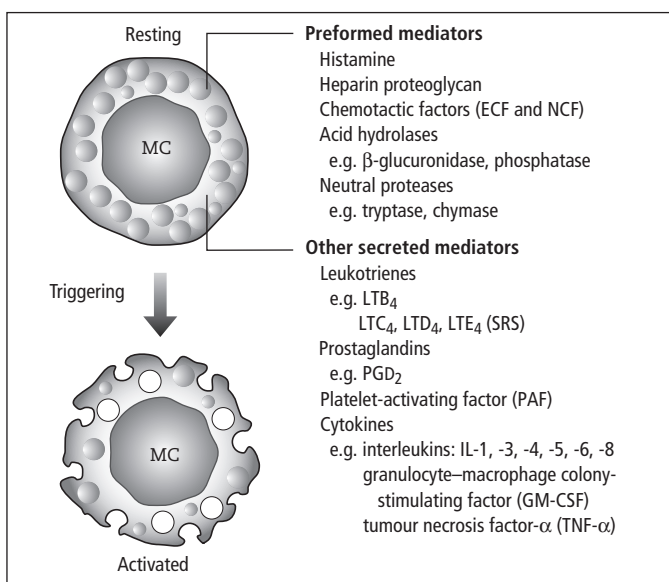 Resting
MC
Triggering
MC
Activated
Preformed mediators
Histamine
Heparin proteoglycan
Chemotactic factors (ECF and NCF)
Acid hydrolases
e.g. β-glucuronidase, phosphatase
Neutral proteases
e.g. tryptase, chymase
Other secreted mediators
Leukotrienes
e.g. LTB₄
LTC₄, LTD₄, LTE₄ (SRS)
Prostaglandins
e.g. PGD₂
Platelet-activating factor (PAF)
Cytokines
e.g. interleukins: IL-1, -3, -4, -5, -6, -8
granulocyte–macrophage colony-
stimulating factor (GM-CSF)
tumour necrosis factor-α (TNF-α)